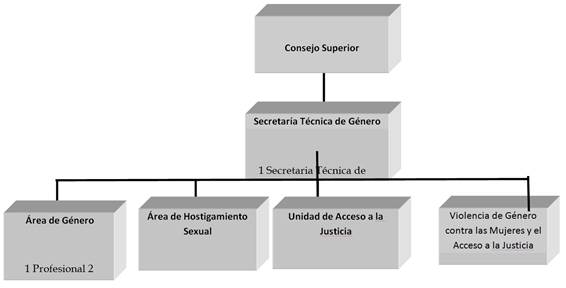 Consejo Superior
Secretaría Técnica de Género
1 Secretaria Técnica de
Área de Género
1 Profesional 2
Área de Hostigamiento
Sexual
Unidad de Acceso a la
Justicia
Violencia de Género
contra las Mujeres y el
Acceso a la Justicia